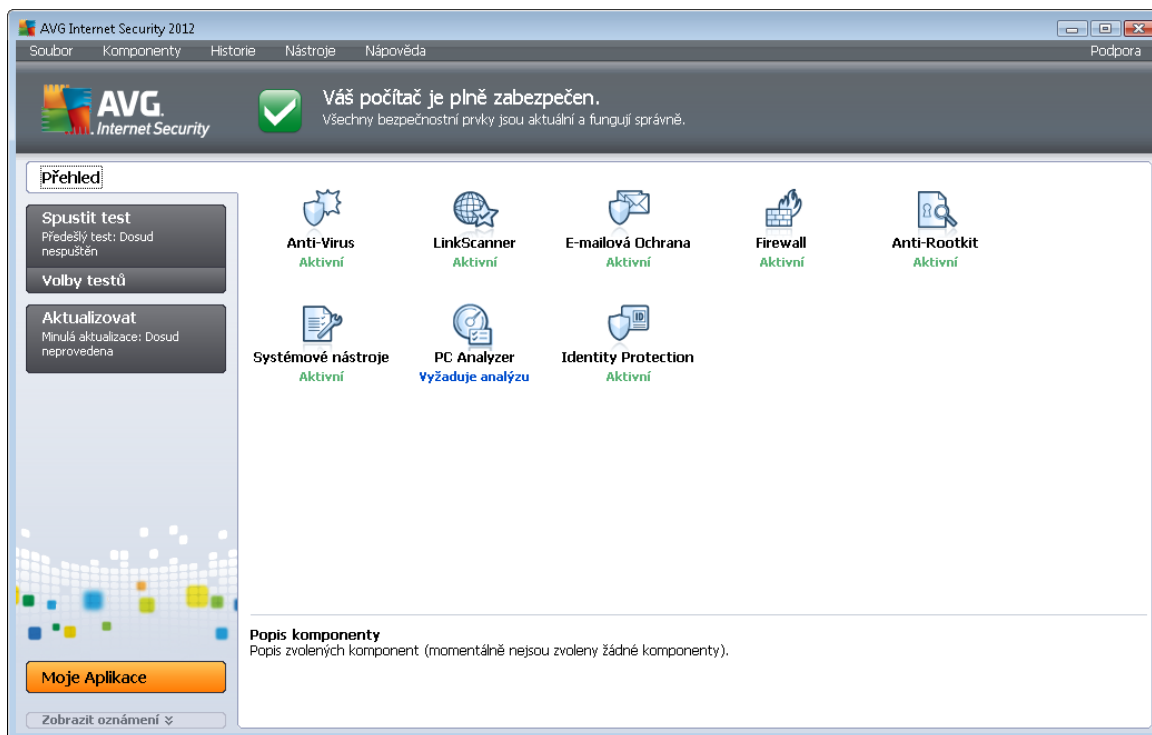 AVG Internet Security 2012
Soubor Komponenty Historie Nástroje Nápověda Podpora
AVG.
Internet Security
Váš počítač je plně zabezpečen.
Všechny bezpečnostní prvky jsou aktuální a fungují správně.
Přehled
Spustit test
Předešlý test: Dosud
nespuštěn
Volby testů
Aktualizovat
Minulá aktualizace: Dosud
neprovedena
Anti-Virus
Aktivní
LinkScanner
Aktivní
E-mailová Ochrana
Aktivní
Firewall
Aktivní
Anti-Rootkit
Aktivní
Systémové nástroje
Aktivní
PC Analyzer
Vyžaduje analýzu
ID
Identity Protection
Aktivní
Popis komponenty
Popis zvolených komponent (momentálně nejsou zvoleny žádné komponenty).
Moje Aplikace
Zobrazit oznámení